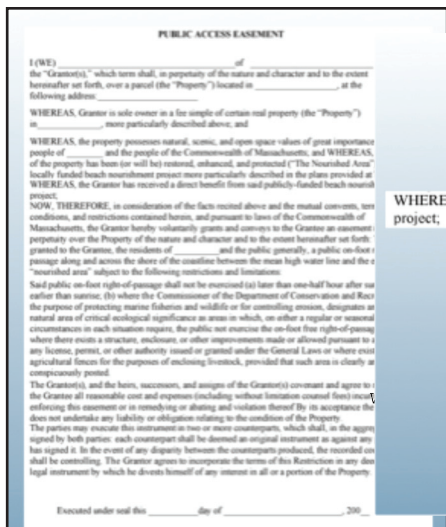 PUBLIC ACCESS EASEMENT
I (WE) ____________________ of ____________________
the "Grantor(s)," which term shall, in perpetuity of the nature and character and to the extent
hereinafter set forth, over a parcel (the "Property") located in ____________, at the
following address:____________________
WHEREAS, Grantor is sole owner in a fee simple of certain real property (the "Property")
in____________, more particularly described above; and
WHEREAS, the property possesses natural, scenic, and open space values of great importance
people of ________ and the people of the Commonwealth of Massachusetts; and WHEREAS,
of the property has been (or will be) restored, enhanced, and protected ("The Nourished Area"
locally funded beach nourishment project more particularly described in the plans provided at
WHEREAS, the Grantor has received a direct benefit from said publicly-funded beach nourish
project;
NOW, THEREFORE, in consideration of the facts recited above and the mutual convents, ter
conditions, and restrictions contained herein, and pursuant to laws of the Commonwealth of
Massachusetts, the Grantor hereby voluntarily grants and conveys to the Grantee an easement
perpetuity over the Property of the nature and character and to the extent hereinafter set forth
granted to the Grantee, the residents of __________ and the public generally, a public on-foot r
passage along and across the shore of the coastline between the mean high water line and the e
"nourished area" subject to the following restrictions and limitations:
Said public on-foot right-of-passage shall not be exercised (a) later than one-half hour after su
earlier than sunrise; (b) where the Commissioner of the Department of Conservation and Recr
the purpose of protecting marine fisheries and wildlife or for controlling erosion, designates a
natural area of critical ecological significance as areas in which, on either a regular or seasonal
circumstances in each situation require, the public not exercise the on-foot free right-of-passag
where there exists a structure, enclosure, or other improvements made or allowed pursuant to a
any license, permit, or other authority issued or granted under the General Laws or where exist
agricultural fences for the purposes of enclosing livestock, provided that such area is clearly an
conspicuously posted.
The Grantor(s), and the heirs, successors, and assigns of the Grantor(s) covenant and agree to
the Grantee all reasonable cost and expenses (including without limitation counsel fees) incur
enforcing this easement or in remedying or abating and violation thereof By its acceptance the
does not undertake any liability or obligation relating to the condition of the Property.
The parties may execute this instrument in two or more counterparts, which shall, in the aggreg
signed by both parties: each counterpart shall be deemed an original instrument as against any
has signed it. In the event of any disparity between the counterparts produced, the recorded co
shall be controlling. The Grantor agrees to incorporate the terms of this Restriction in any dee
legal instrument by which he divests himself of any interest in all or a portion of the Property.
Executed under seal this __________day of ______________, 200__
WHERE
project;